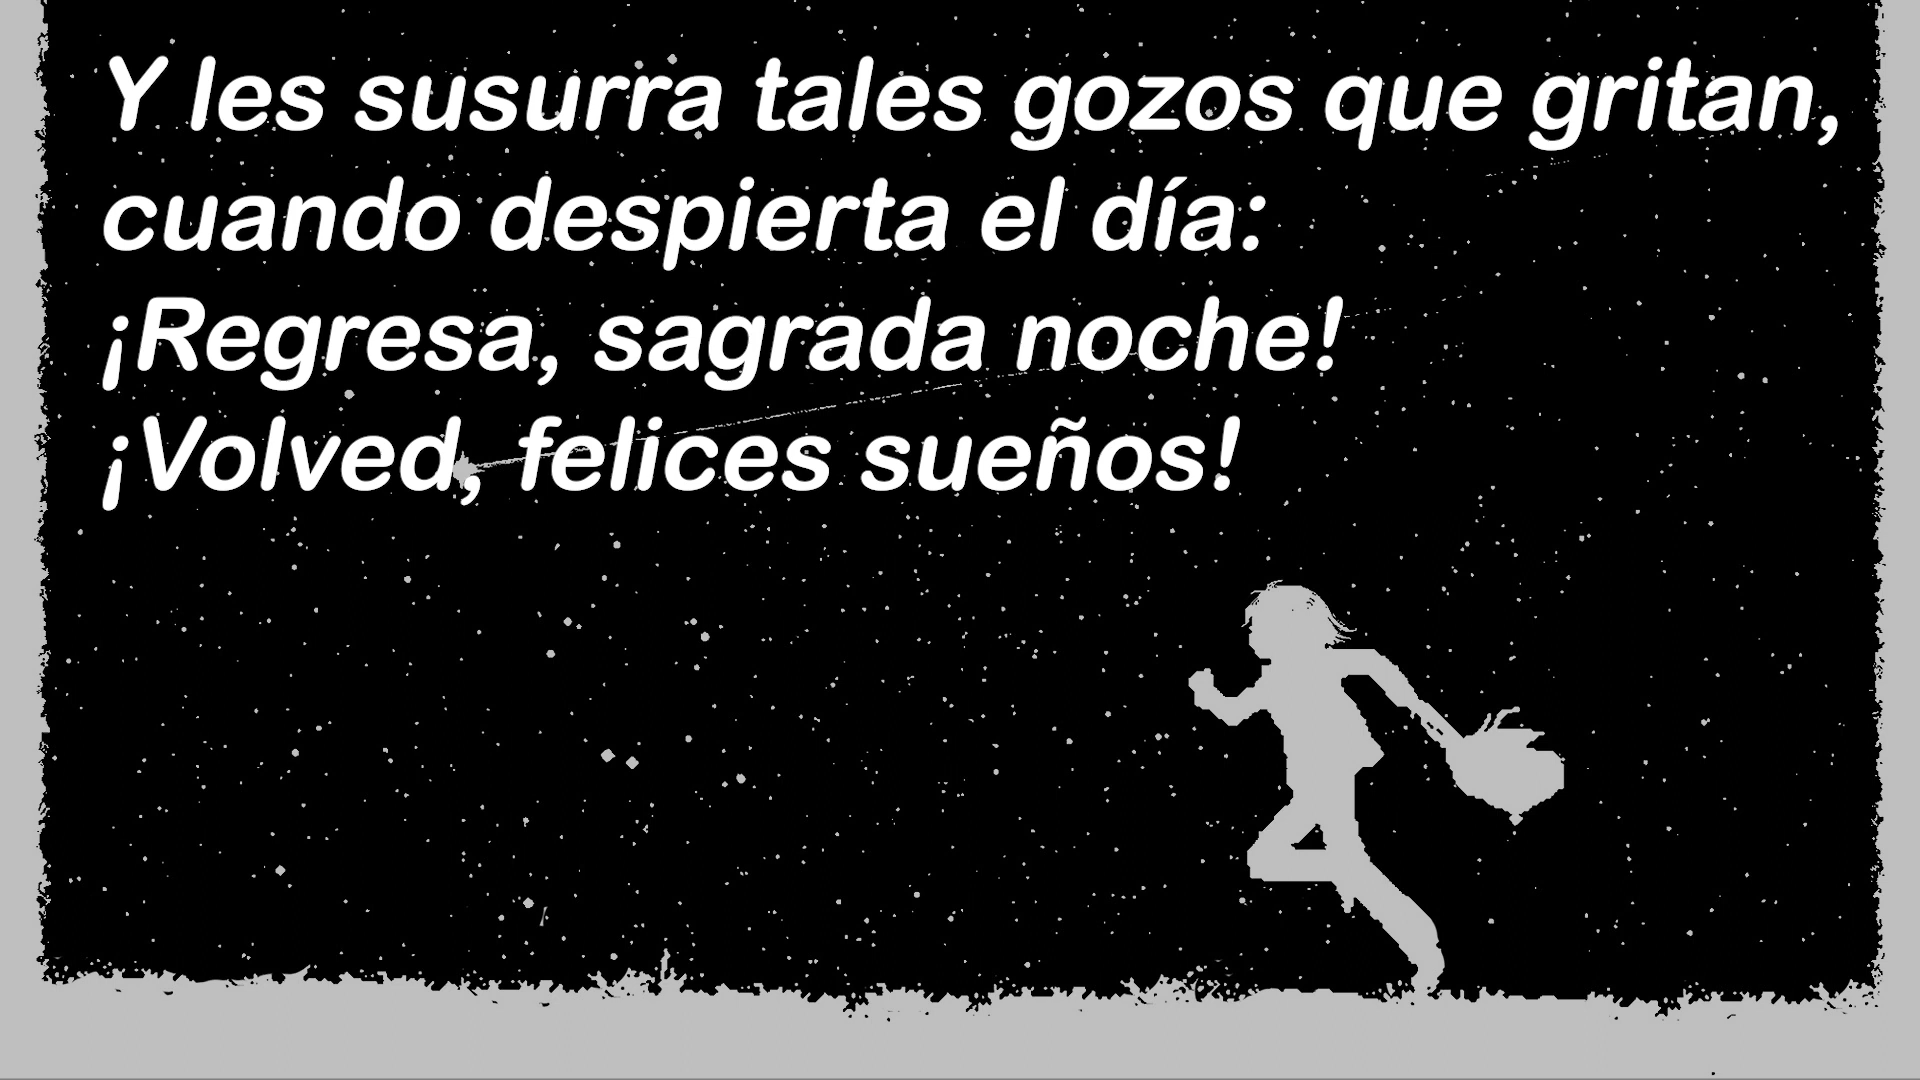 Y les susurra tales gozos que gritan,
cuando despierta el día:
¡Regresa, sagrada noche!
¡Volved, felices sueños!